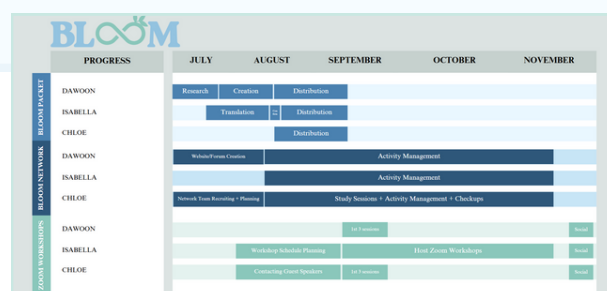 BLOOM
PROGRESS JULY AUGUST SEPTEMBER OCTOBER NOVEMBER
BLOOM PACKET
DAWOON Research Creation Distribution
ISABELLA Translation Distribution
CHLOE Distribution
BLOOM NETWORK
DAWOON Website/Forum Creation Activity Management
ISABELLA Activity Management
CHLOE Network Team Recruiting + Planning Study Sessions + Activity Management + Checkups
ZOOM WORKSHOPS
DAWOON 1st 3 sessions Social
ISABELLA Workshop Schedule Planning Host Zoom Workshops Social
CHLOE Contacting Guest Speakers 1st 3 sessions Social